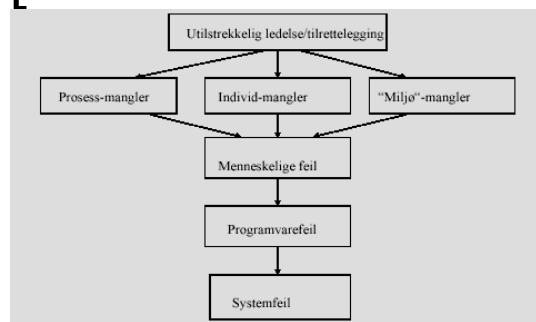 Utilstrekkelig ledelse/tilrettelegging
Prosess-mangler
Individ-mangler
"Miljø"-mangler
Menneskelige feil
Programvarefeil
Systemfeil